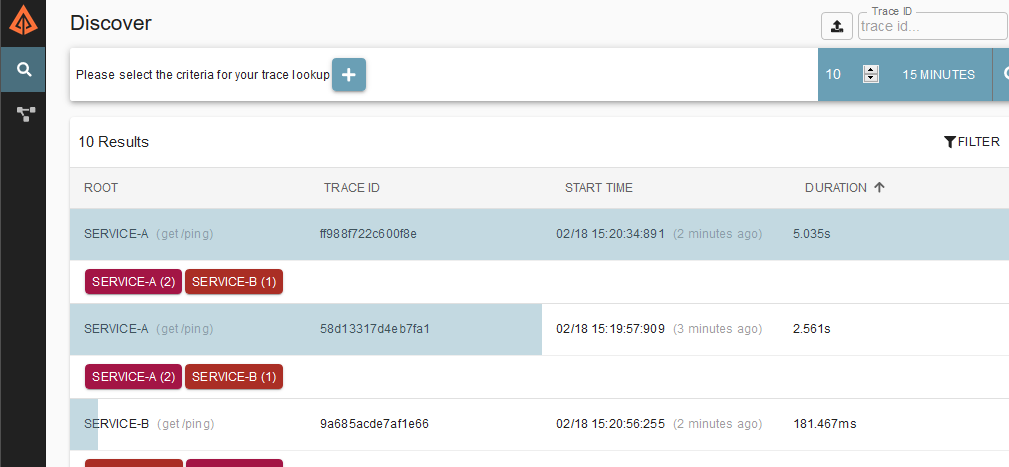 Discover
Trace ID
trace id...
Please select the criteria for your trace lookup
10
15 MINUTES
10 Results
FILTER
ROOT TRACE ID START TIME DURATION
SERVICE-A (get /ping) ff988f722c600f8e 02/18 15:20:34:891 (2 minutes ago) 5.035s
SERVICE-A (2) SERVICE-B (1)
SERVICE-A (get /ping) 58d13317d4eb7fa1 02/18 15:19:57:909 (3 minutes ago) 2.561s
SERVICE-A (2) SERVICE-B (1)
SERVICE-B (get /ping) 9a685acde7af1e66 02/18 15:20:56:255 (2 minutes ago) 181.467ms